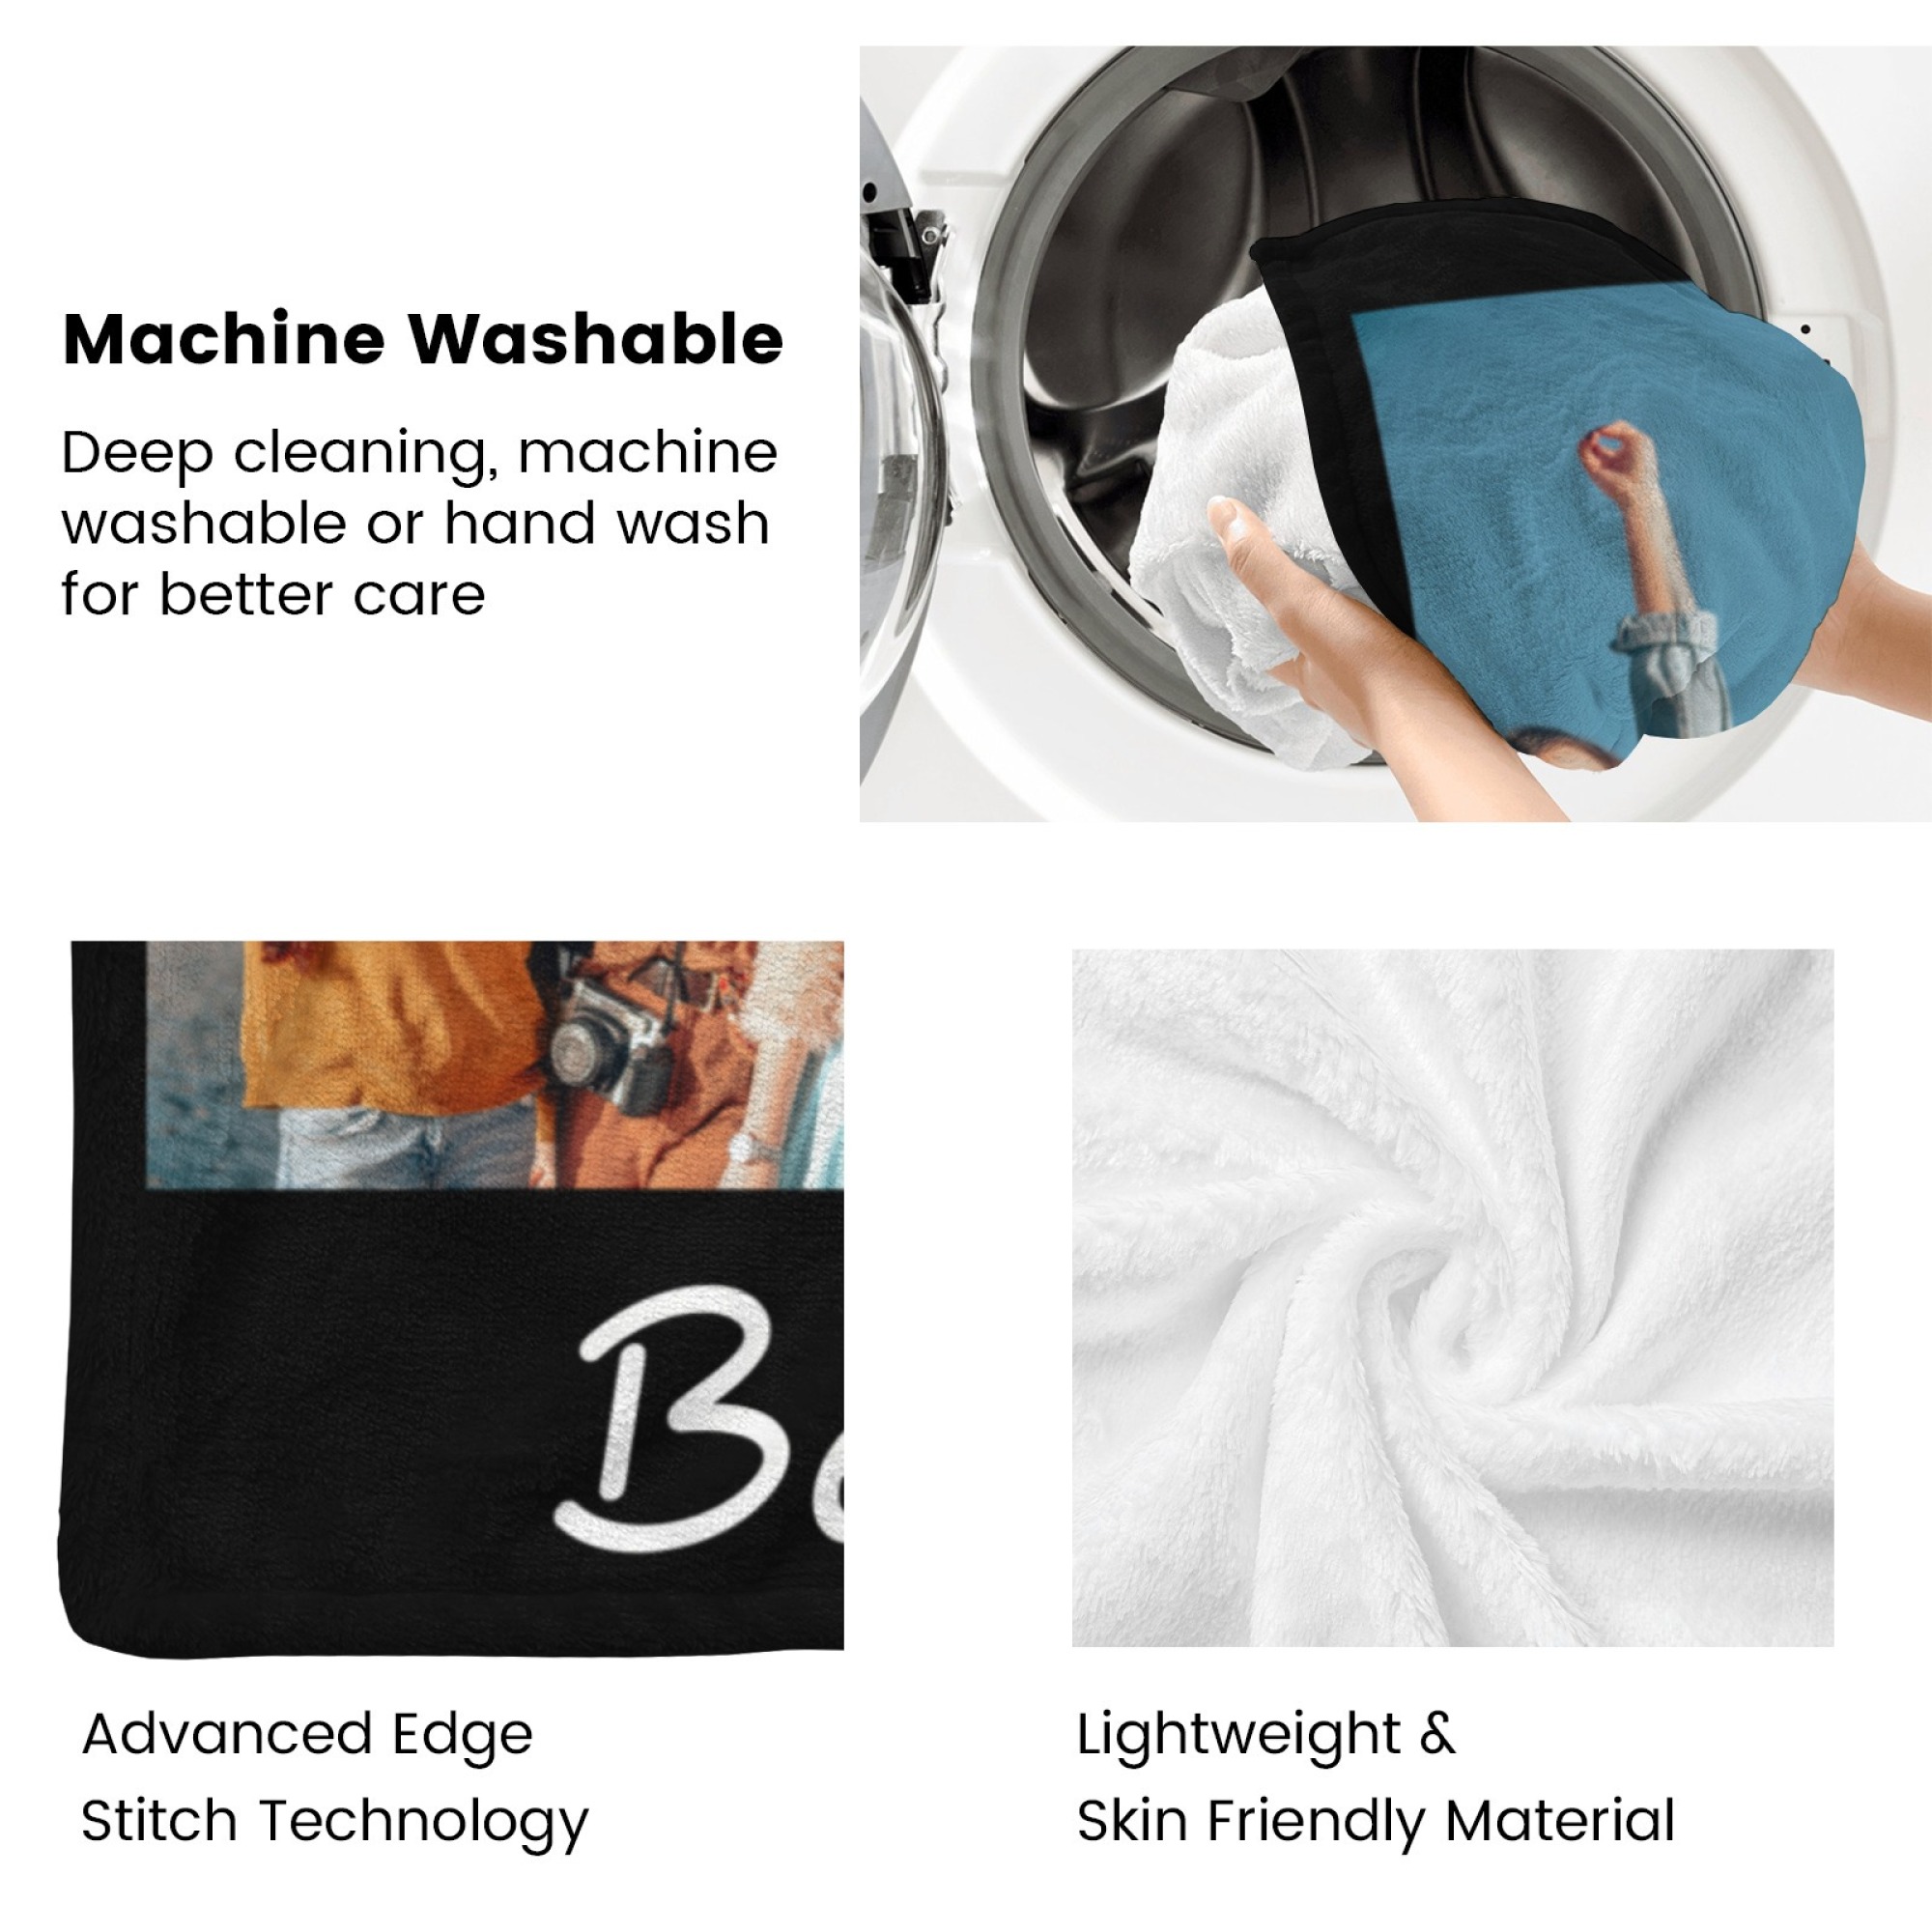 Machine Washable
Deep cleaning, machine
washable or hand wash
for better care
Advanced Edge
Stitch Technology
Lightweight &
Skin Friendly Material